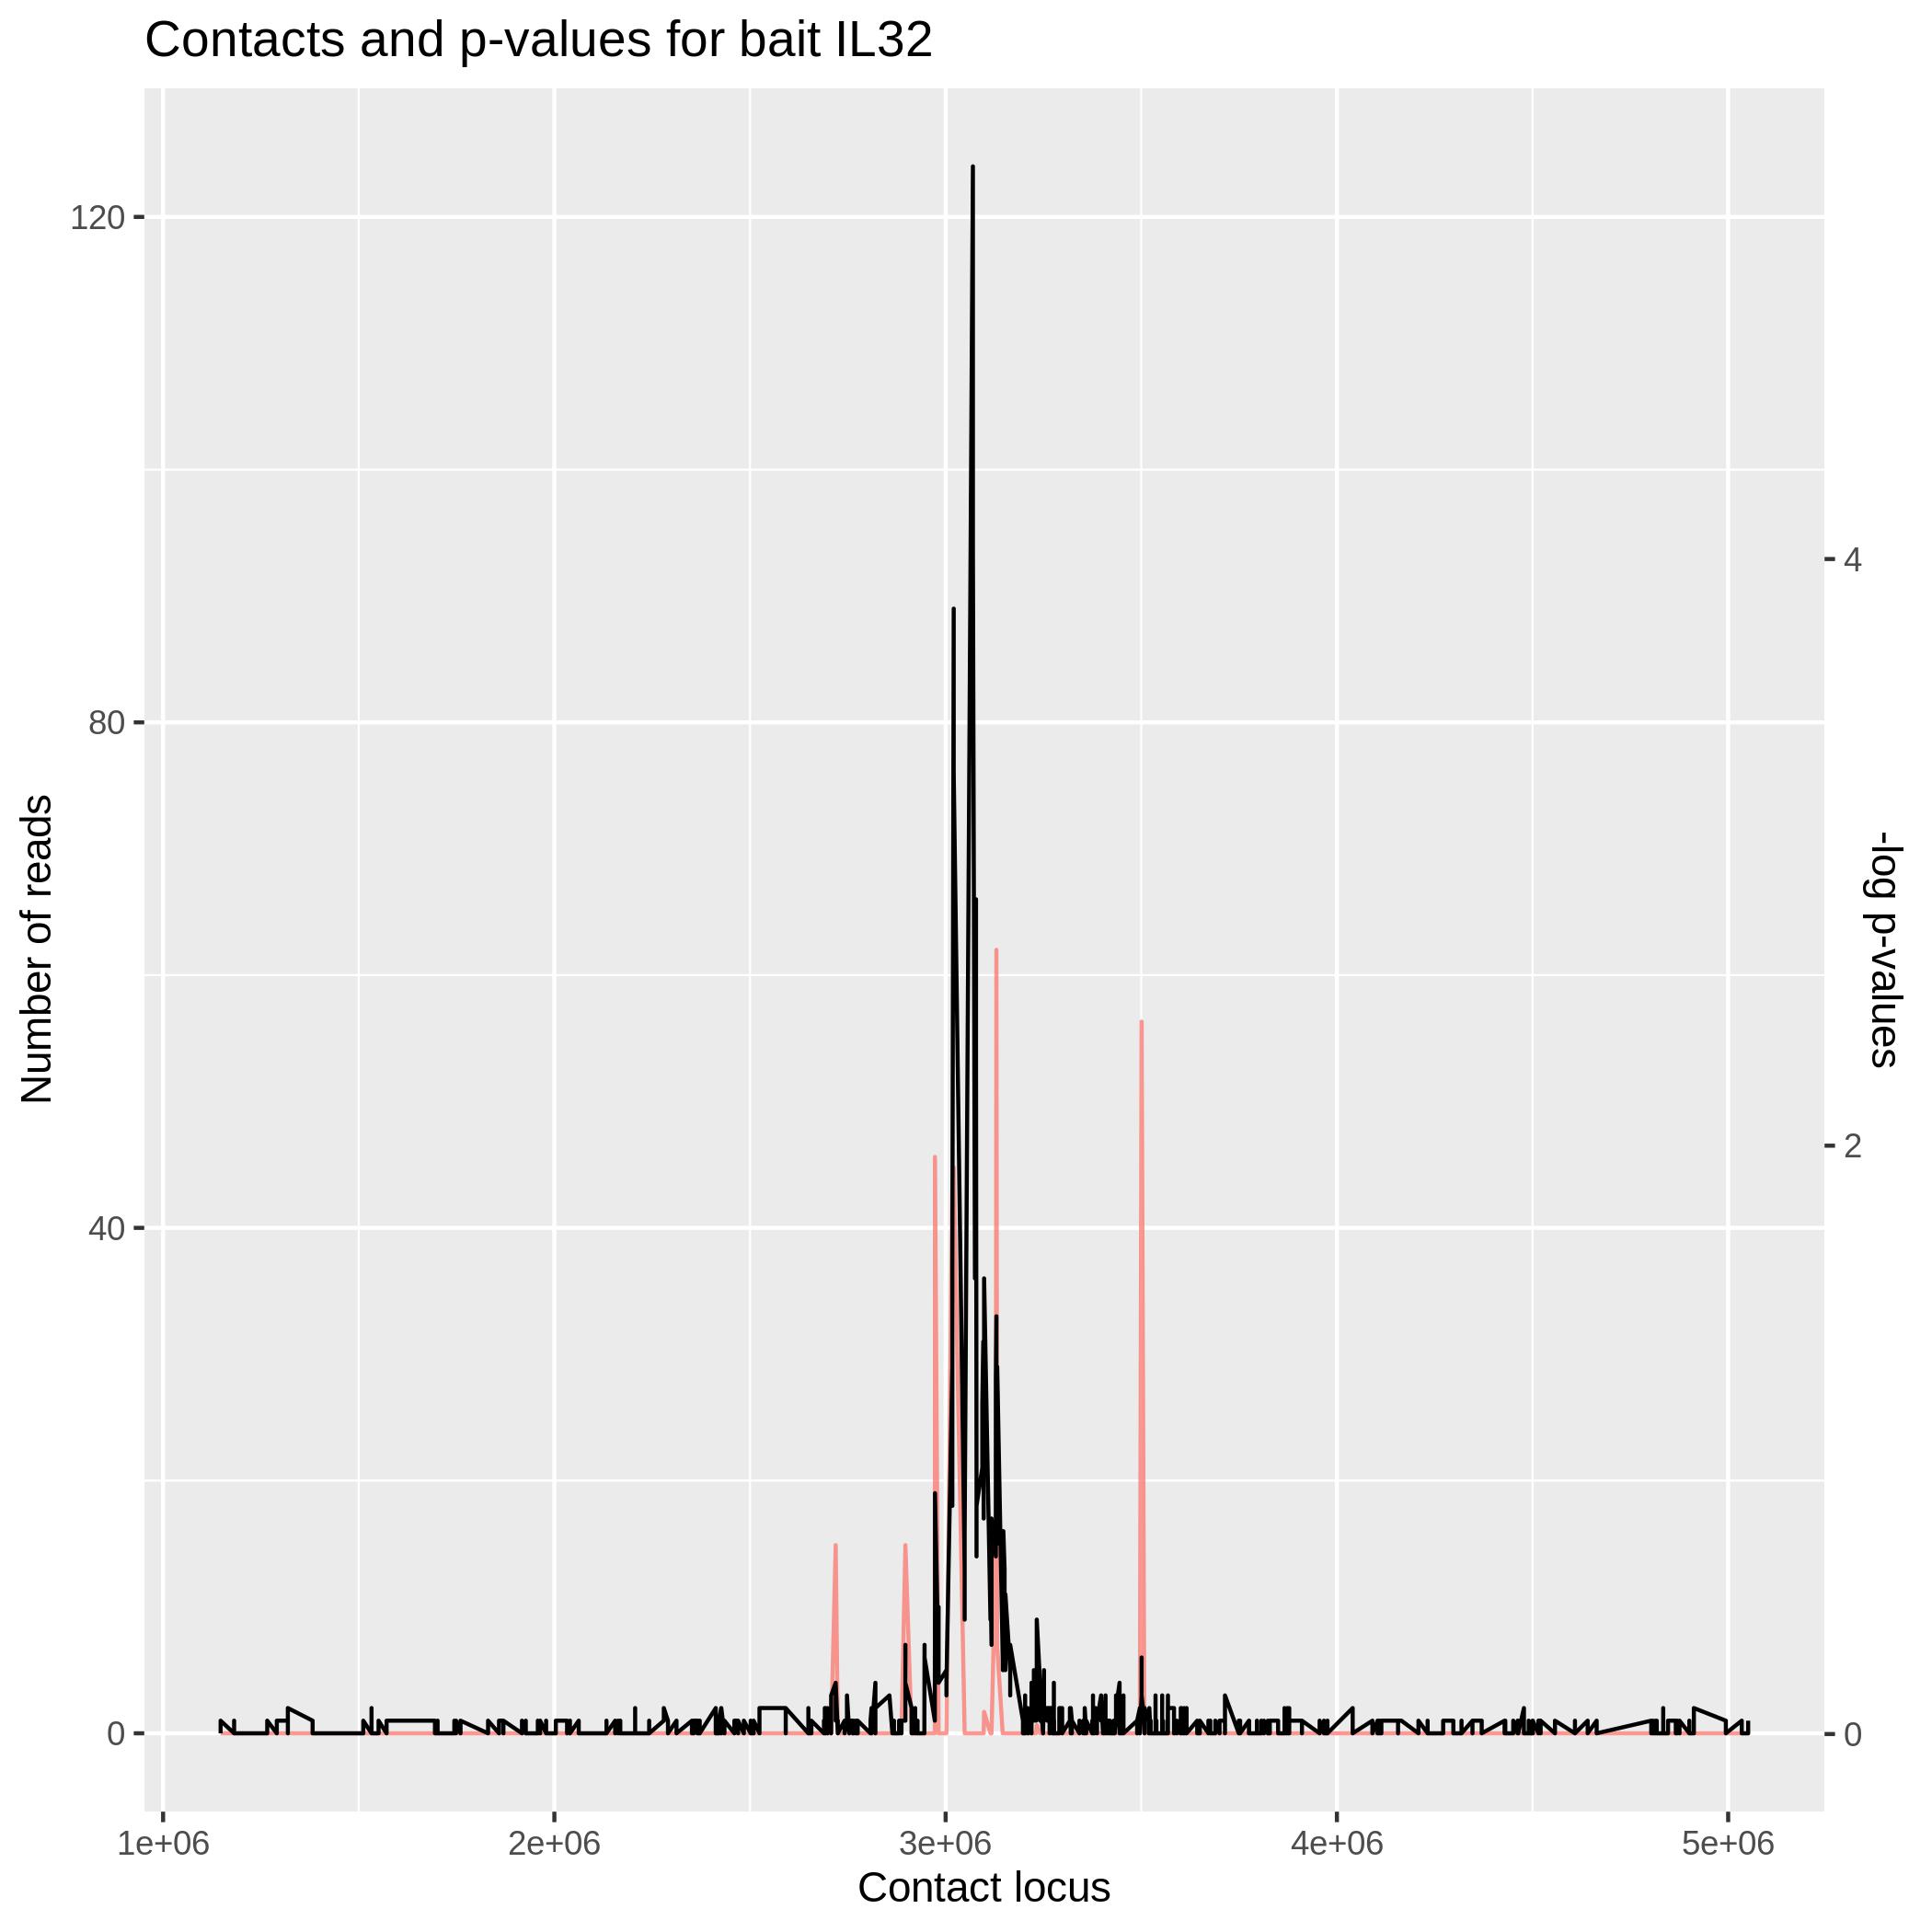 Contacts and p-values for bait IL32
120
80
40
0
Number of reads
4
2
0
-log p-values
1e+06
2e+06
3e+06
4e+06
5e+06
Contact locus